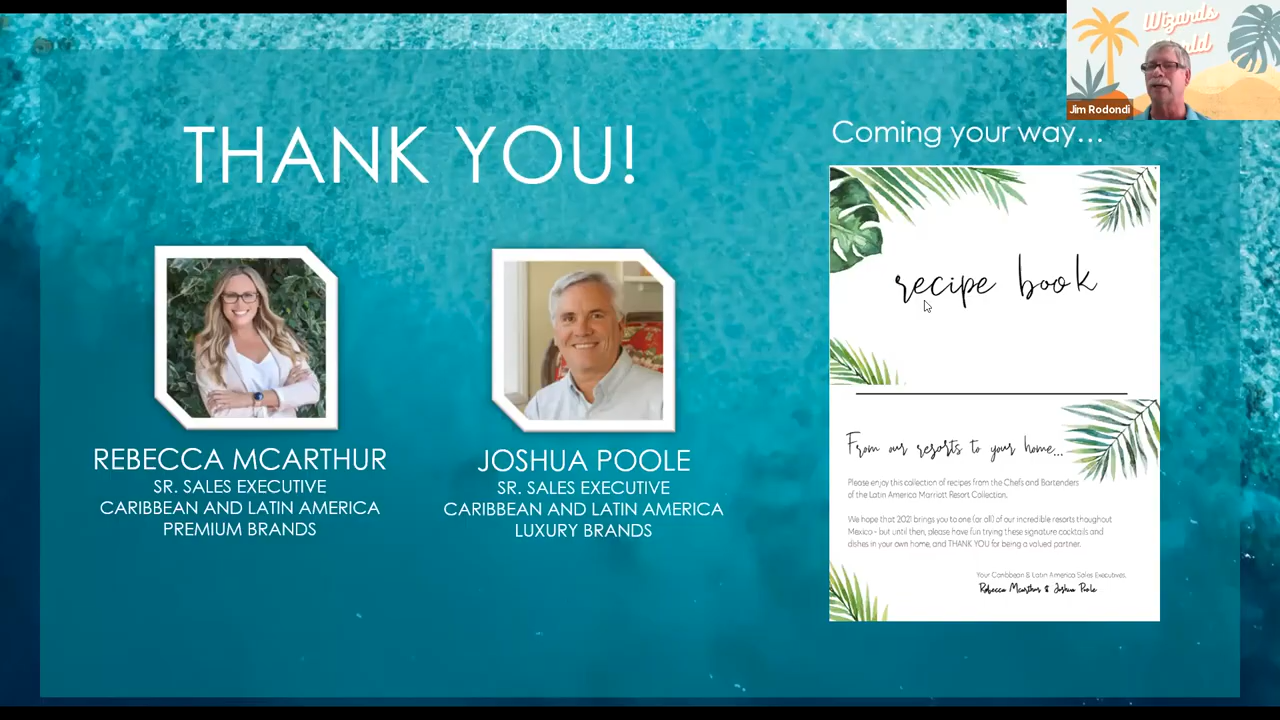 THANK YOU!
REBECCA MCARTHUR
SR. SALES EXECUTIVE
CARIBBEAN AND LATIN AMERICA
PREMIUM BRANDS
JOSHUA POOLE
SR. SALES EXECUTIVE
CARIBBEAN AND LATIN AMERICA
LUXURY BRANDS
Wizards
Jim Rodondi
Coming your way...
recipe book
From our resorts to your home...
Please enjoy this collection of recipes from the Chefs and Bartenders
of the Latin America Marriott Resort Collection.
We hope that 2021 brings you to one (or all) of our incredible resorts thoughout
Mexico - but until then, please have fun trying these signature cocktails and
dishes in your own home, and THANK YOU for being a valued partner.
Your Caribbean & Latin America Sales Executives,
Rebecca Mcarthur & Joshua Poole